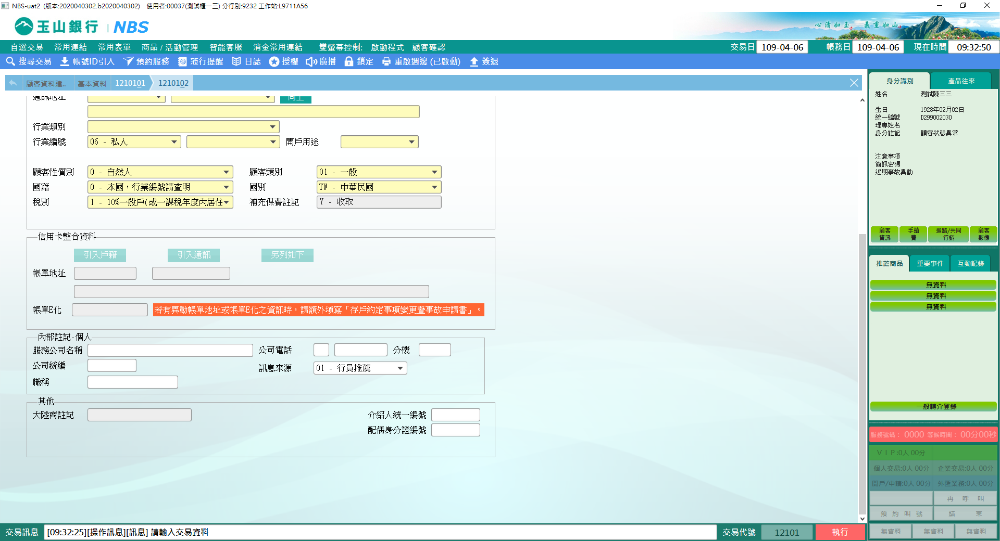 NBS-uat2 (版本:2020040302.b2020040302) 使用者:00037(測試櫃一三) 分行別:9232 工作站:L9711A56
玉山銀行 | NBS
心清如玉。義重如山。
自選交易 常用連結 常用表單 商品 / 活動管理 智能客服 消金常用連結 雙螢幕控制: 啟動程式 顧客確認 交易日 109-04-06 帳務日 109-04-06 現在時間 09:32:50
搜尋交易 帳號ID引入 預約服務 蒞行提醒 日誌 授權 廣播 鎖定 重啟週邊 (已啟動) 簽退
顧客資料建.. 基本資料 1210101 1210102
通訊地址 同上
行業類別
行業編號 06 - 私人 開戶用途
顧客性質別 0 - 自然人 顧客類別 01 - 一般
國籍 0 - 本國，行業編號請查明 國別 TW - 中華民國
稅別 1 - 10%一般戶(或一課稅年度內居住 補充保費註記 Y - 收取
信用卡整合資料
引入戶籍 引入通訊 另列如下
帳單地址
帳單E化 若有異動帳單地址或帳單E化之資訊時，請額外填寫「存戶約定事項變更暨事故申請書」。
內部註記-個人
服務公司名稱 公司電話 分機
公司統編 訊息來源 01 - 行員推薦
職稱
其他
大陸商註記 介紹人統一編號
配偶身分證編號
交易訊息 [09:32:25][操作訊息][訊息] 請輸入交易資料 交易代號 12101 執行
身分識別 產品往來
姓名 測試陳三三
生日 1928年02月02日
統一編號 D299002030
理專姓名
身分註記 顧客狀態異常
注意事項
簡訊密碼
近期事故異動
顧客資訊 手續費 通路/共同行銷 顧客影像
推薦商品 重要事件 互動記錄
無資料
無資料
無資料
一般轉介登錄
服務號碼： 0000 等候時間： 00分00秒
ＶＩＰ:0人 00分
個人交易:0人 00分 企業交易:0人 00分
開戶/申請:0人 00分 外匯業務:0人 00分
再 呼 叫
預 約 叫 號 結 束
無資料 無資料 無資料